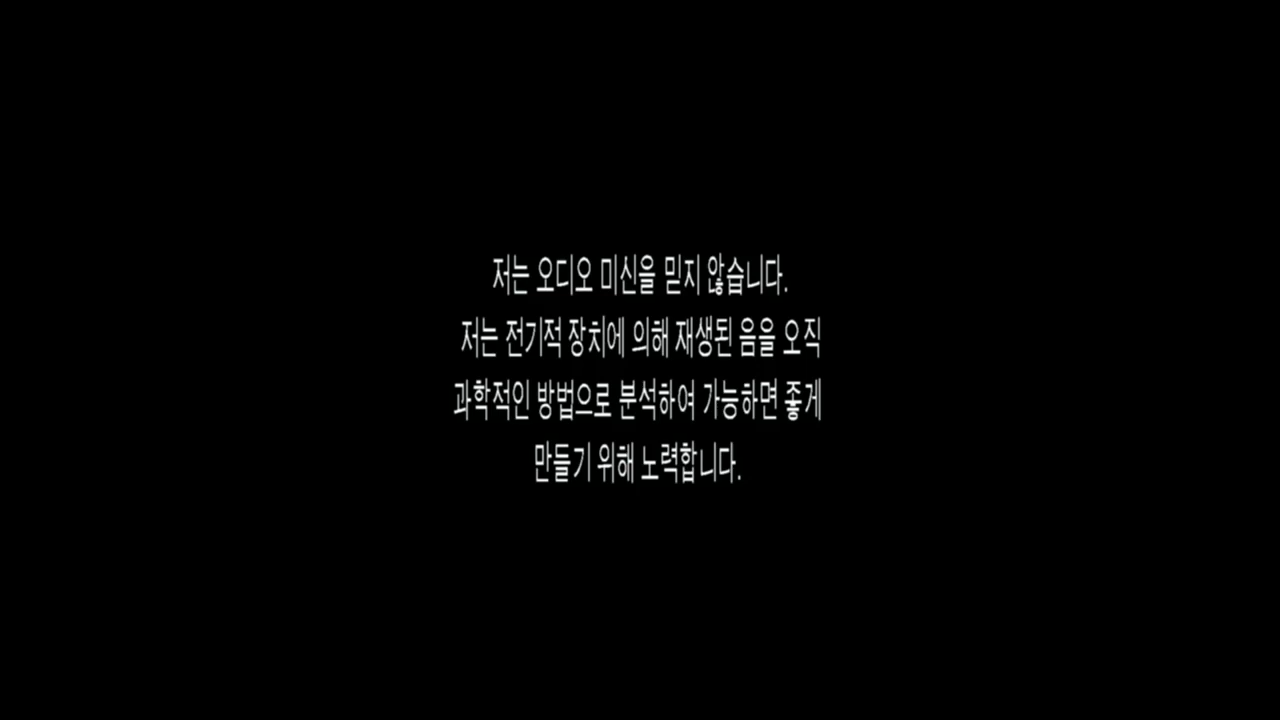 저는 오디오 미신을 믿지 않습니다.
저는 전기적 장치에 의해 재생된 음을 오직
과학적인 방법으로 분석하여 가능하면 좋게
만들기 위해 노력합니다.